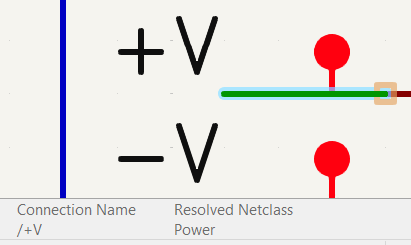 +V
−V
Connection Name Resolved Netclass
/+V Power